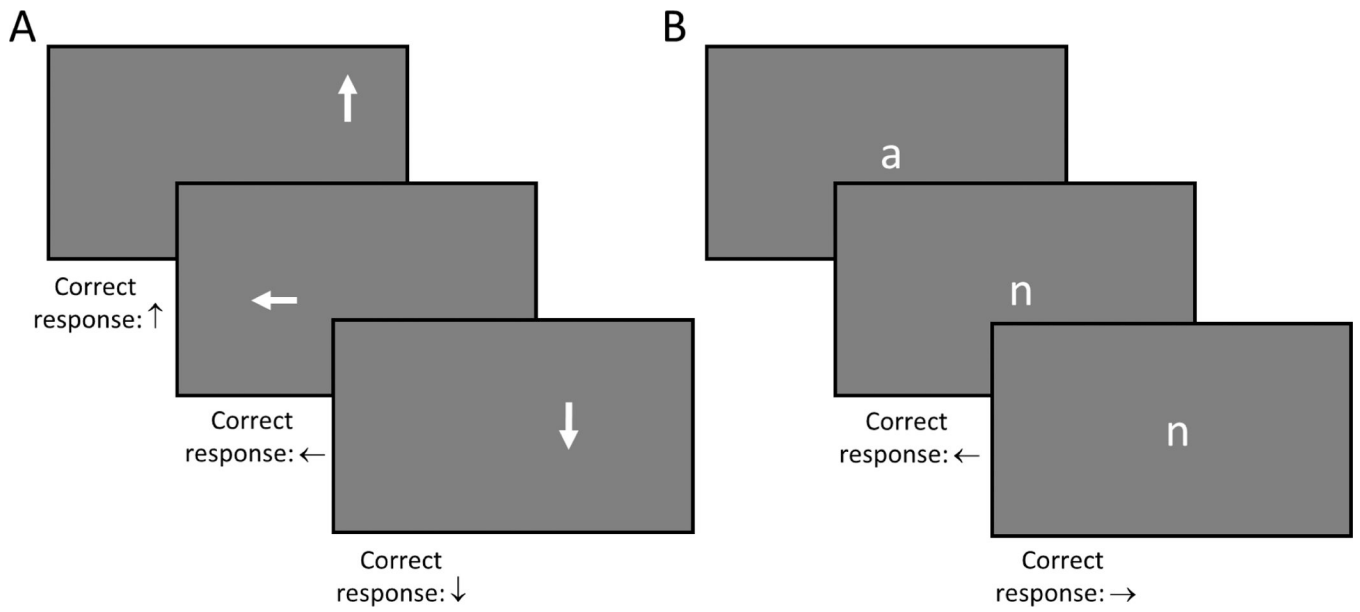 A
Correct
response: ↑
Correct
response: ←
Correct
response: ↓
B
a
n
Correct
response: ←
n
Correct
response: →